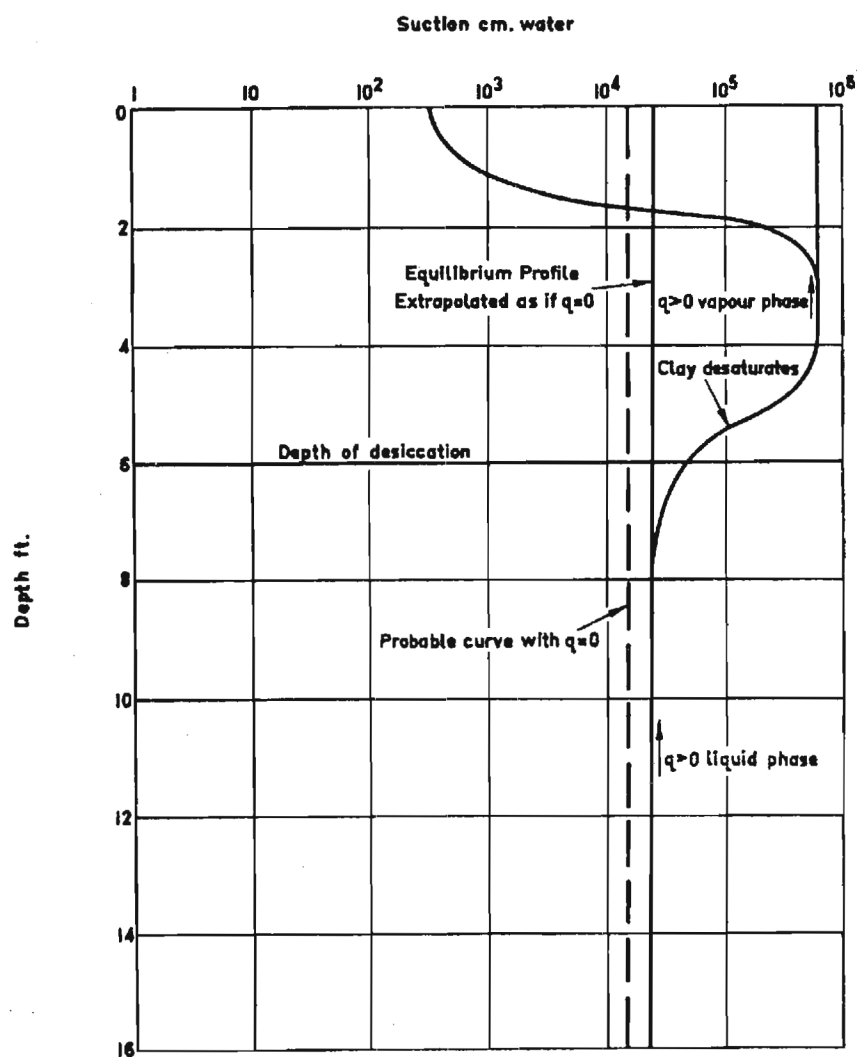 Suction cm. water
1 10 10² 10³ 10⁴ 10⁵ 10⁶
0
2
Equilibrium Profile
Extrapolated as if q=0
q>0 vapour phase
4
Clay desaturates
Depth of desiccation
6
Depth ft.
8
Probable curve with q=0
10
q>0 liquid phase
12
14
16